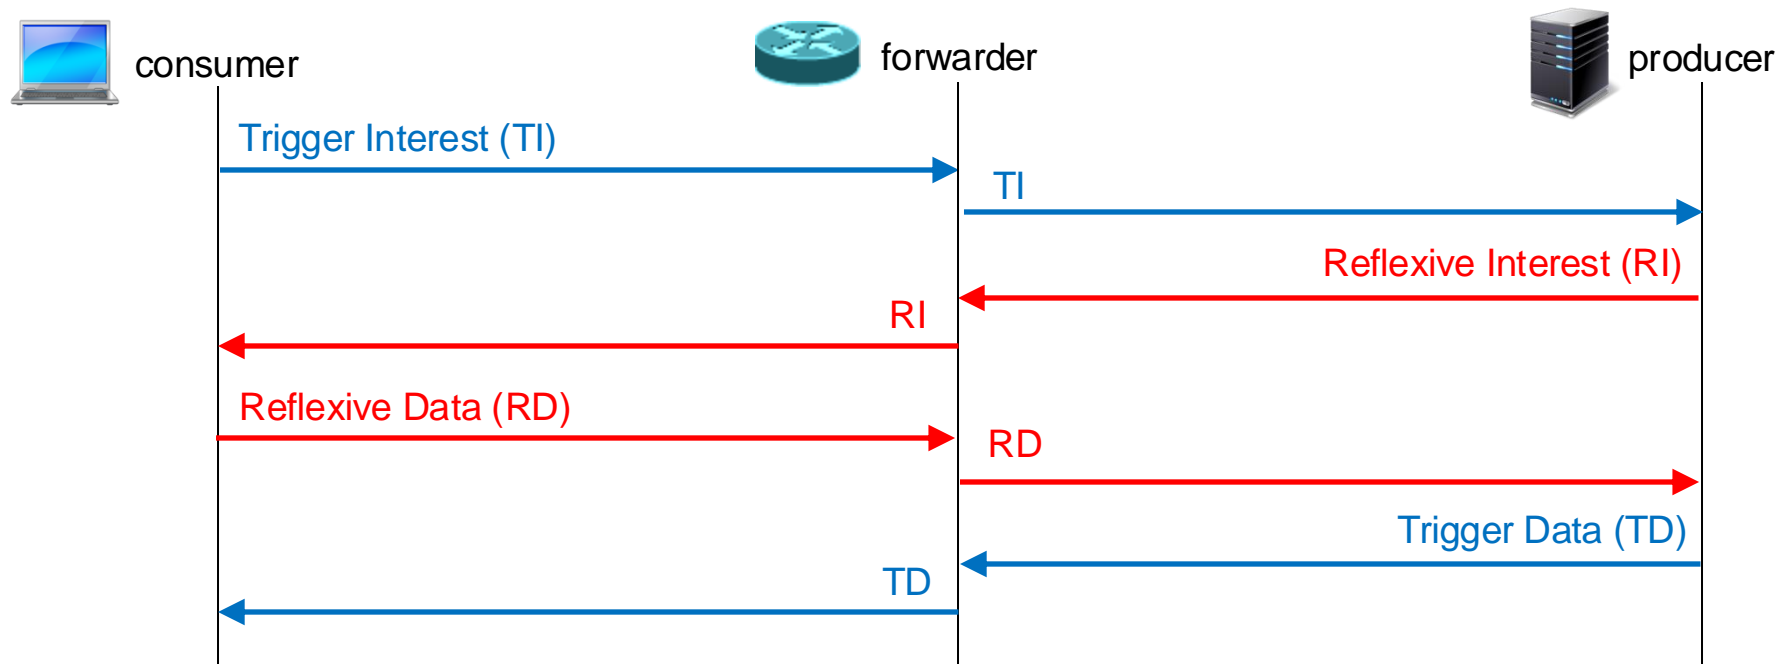 consumer
forwarder
producer
Trigger Interest (TI)
TI
Reflexive Interest (RI)
RI
Reflexive Data (RD)
RD
Trigger Data (TD)
TD